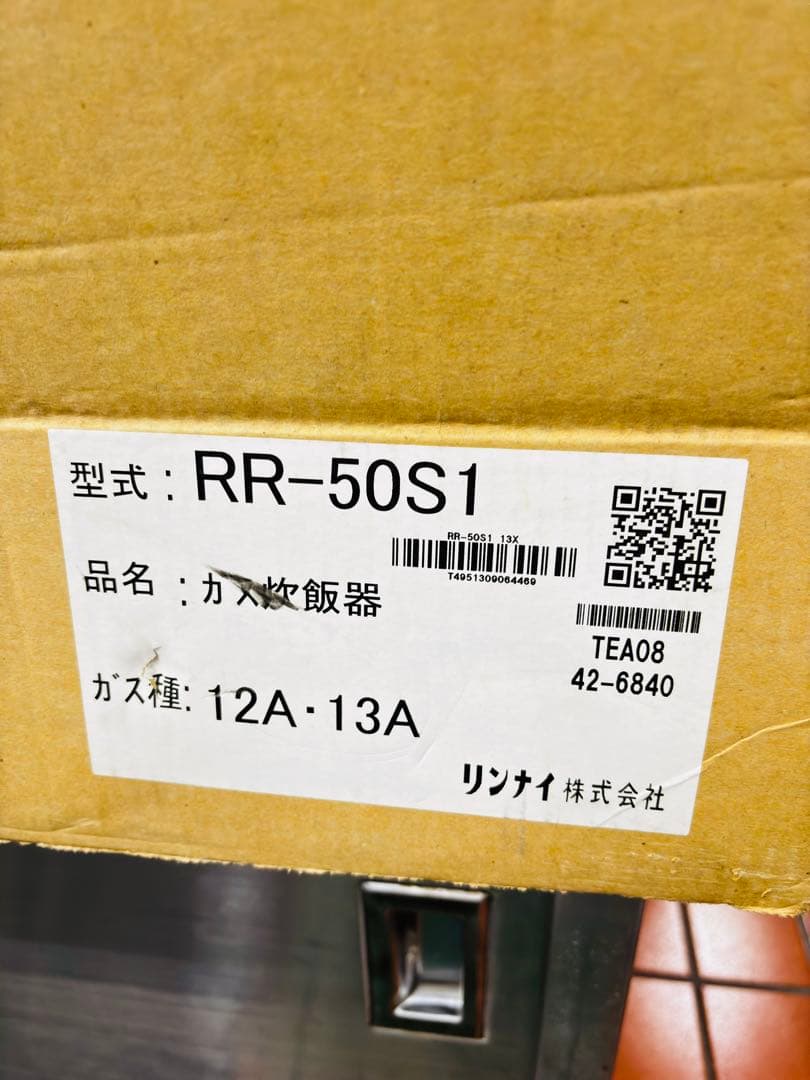 型式：RR-50S1
RR-50S1 13X
T4951309064469
品名：ガス炊飯器
TEA08
42-6840
ガス種：12A・13A
リンナイ株式会社